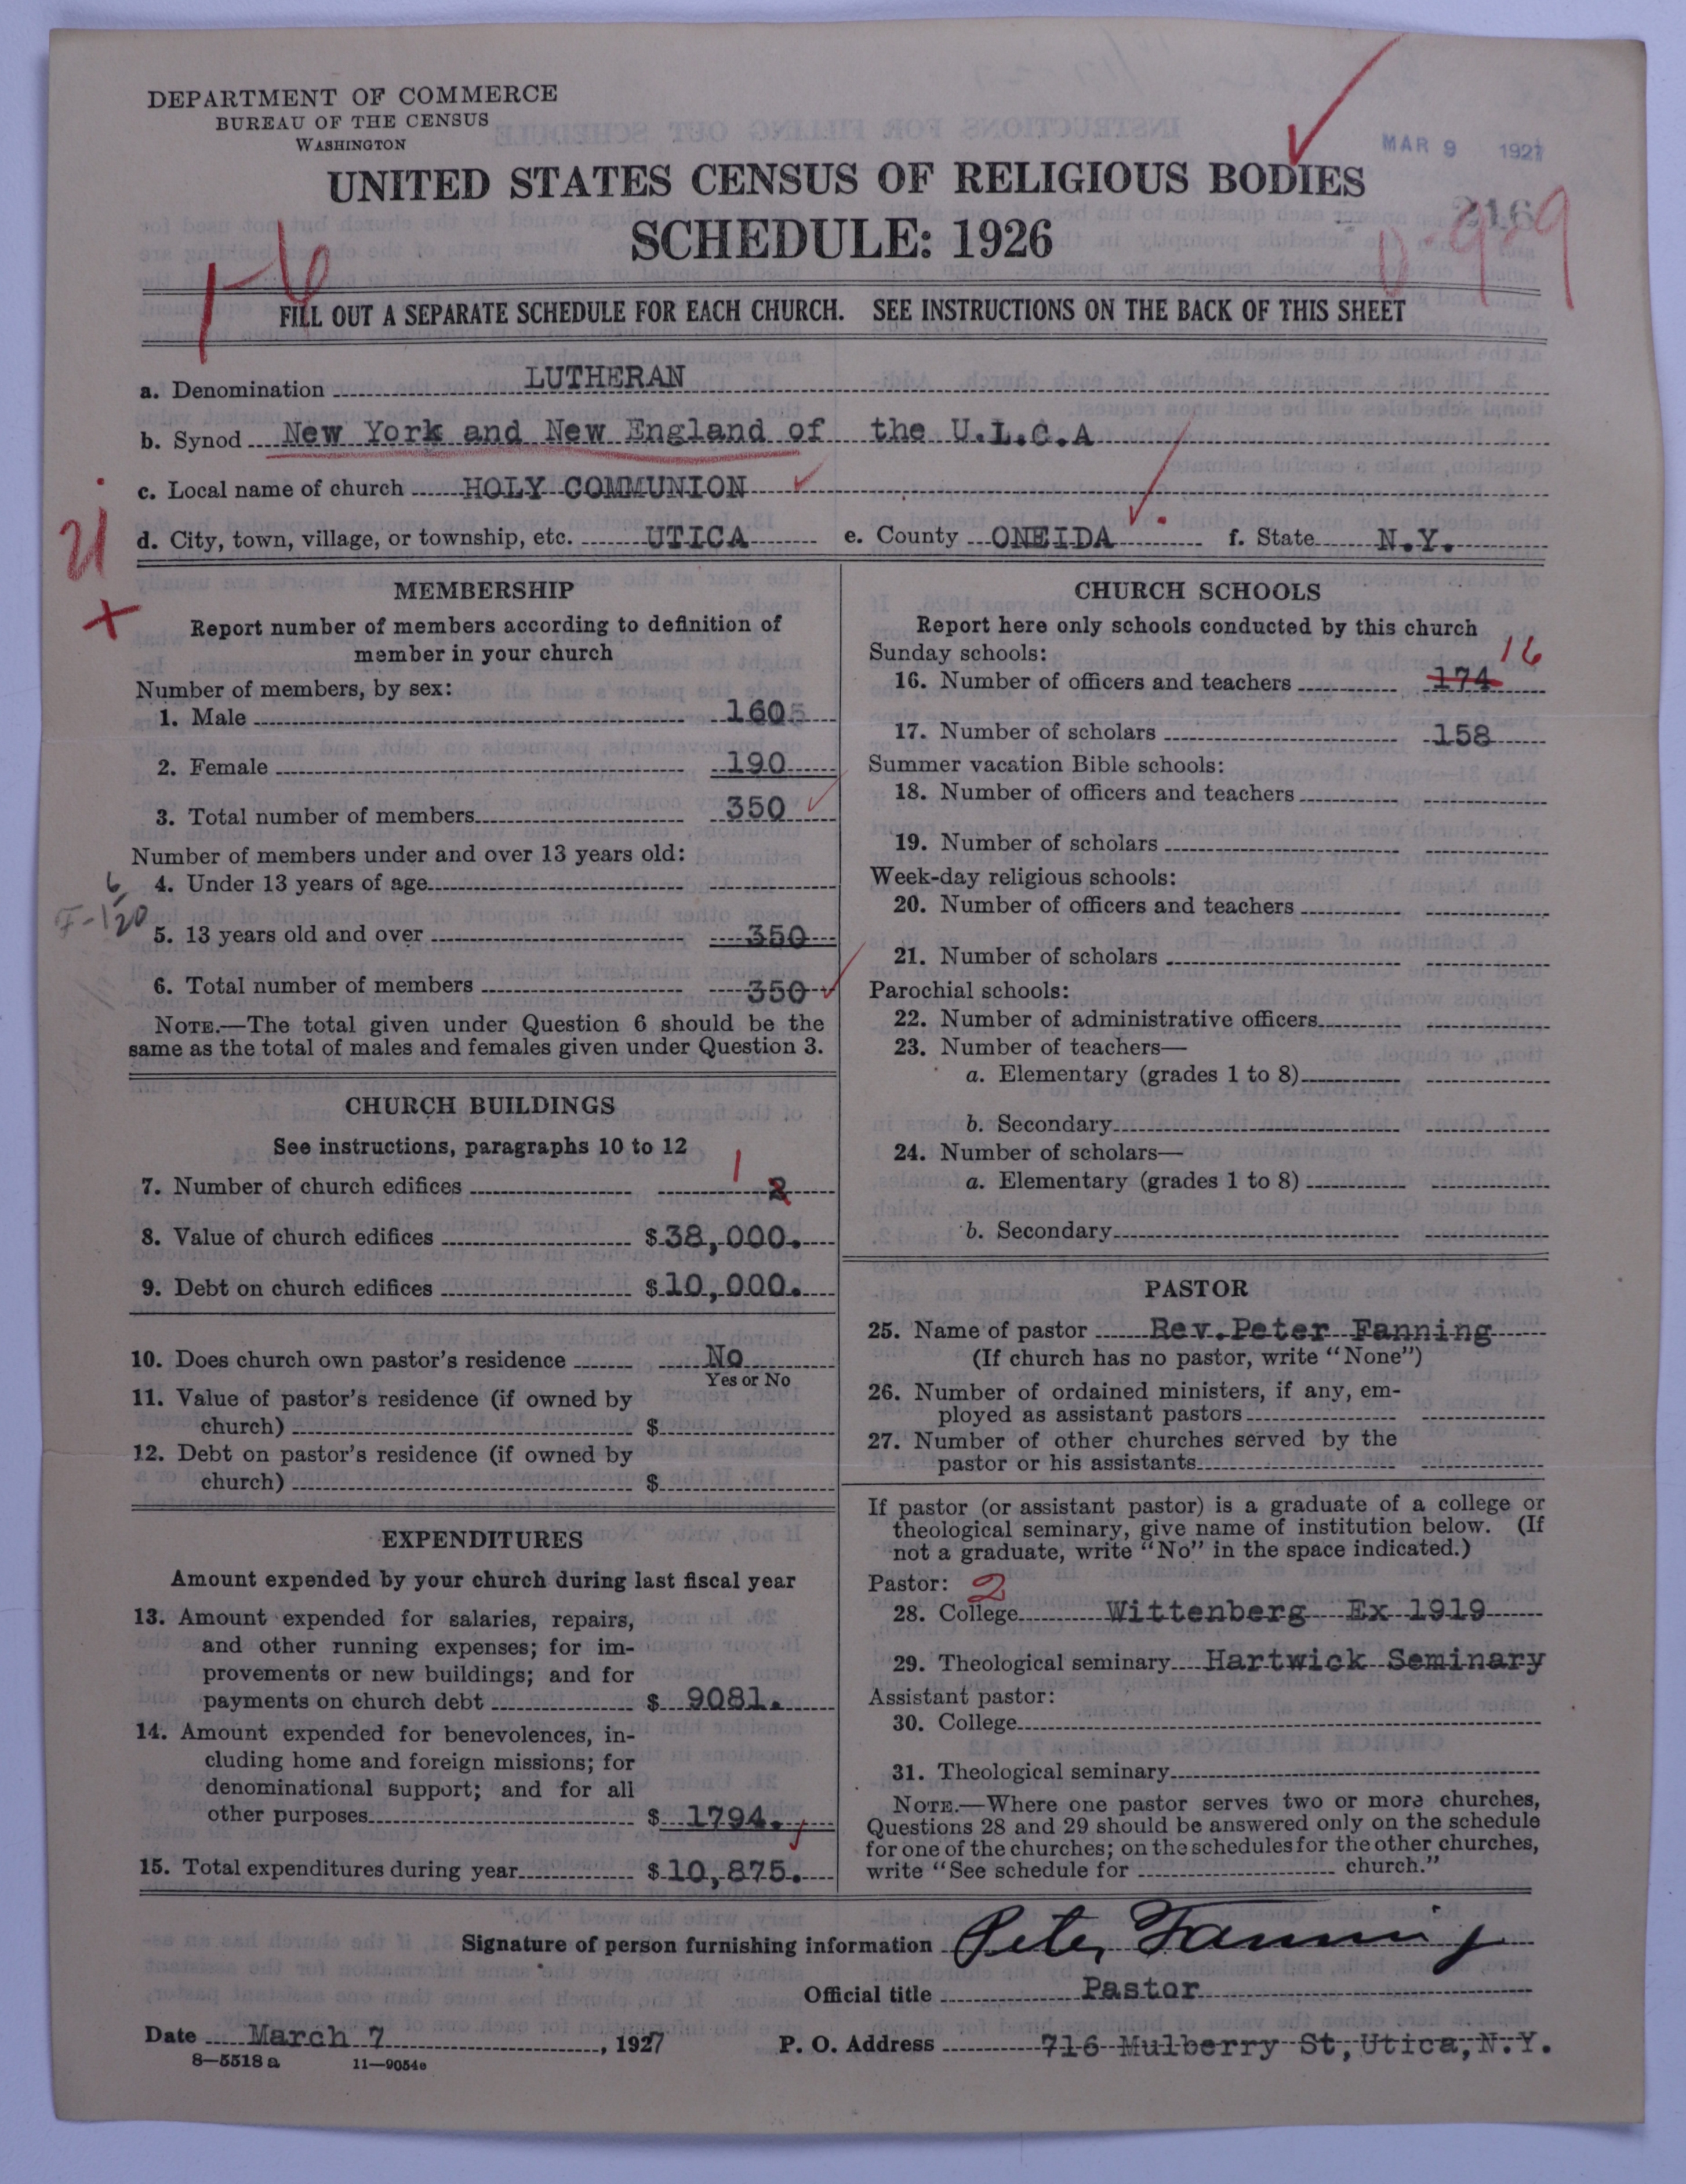 DEPARTMENT OF COMMERCE
BUREAU OF THE CENSUS
WASHINGTON
MAR 9 1927
UNITED STATES CENSUS OF RELIGIOUS BODIES
SCHEDULE: 1926
216
1-6
0-9-9
FILL OUT A SEPARATE SCHEDULE FOR EACH CHURCH. SEE INSTRUCTIONS ON THE BACK OF THIS SHEET
a. Denomination LUTHERAN
b. Synod New York and New England of the U.L.C.A
c. Local name of church HOLY COMMUNION
d. City, town, village, or township, etc. UTICA e. County ONEIDA f. State N.Y.
MEMBERSHIP
Report number of members according to definition of
member in your church
Number of members, by sex:
1. Male 160
2. Female 190
3. Total number of members 350
Number of members under and over 13 years old:
4. Under 13 years of age
5. 13 years old and over 350
6. Total number of members 350
NOTE.—The total given under Question 6 should be the
same as the total of males and females given under Question 3.
CHURCH BUILDINGS
See instructions, paragraphs 10 to 12
1
7. Number of church edifices 2
8. Value of church edifices $38,000.
9. Debt on church edifices $10,000.
10. Does church own pastor's residence No
Yes or No
11. Value of pastor's residence (if owned by
church) $
12. Debt on pastor's residence (if owned by
church) $
EXPENDITURES
Amount expended by your church during last fiscal year
13. Amount expended for salaries, repairs,
and other running expenses; for im-
provements or new buildings; and for
payments on church debt $ 9081.
14. Amount expended for benevolences, in-
cluding home and foreign missions; for
denominational support; and for all
other purposes $ 1794.
15. Total expenditures during year $10,875.
CHURCH SCHOOLS
Report here only schools conducted by this church
Sunday schools:
16
16. Number of officers and teachers 174
17. Number of scholars 158
Summer vacation Bible schools:
18. Number of officers and teachers
19. Number of scholars
Week-day religious schools:
20. Number of officers and teachers
21. Number of scholars
Parochial schools:
22. Number of administrative officers
23. Number of teachers—
a. Elementary (grades 1 to 8)
b. Secondary
24. Number of scholars—
a. Elementary (grades 1 to 8)
b. Secondary
PASTOR
25. Name of pastor Rev. Peter Fanning
(If church has no pastor, write "None")
26. Number of ordained ministers, if any, em-
ployed as assistant pastors
27. Number of other churches served by the
pastor or his assistants
If pastor (or assistant pastor) is a graduate of a college or
theological seminary, give name of institution below. (If
not a graduate, write "No" in the space indicated.)
Pastor: 2
28. College Wittenberg Ex 1919
29. Theological seminary Hartwick Seminary
Assistant pastor:
30. College
31. Theological seminary
NOTE.—Where one pastor serves two or more churches,
Questions 28 and 29 should be answered only on the schedule
for one of the churches; on the schedules for the other churches,
write "See schedule for church."
Signature of person furnishing information Peter Fanning
Official title Pastor
Date March 7, 1927 P. O. Address 716 Mulberry St, Utica, N.Y.
8—5518 a 11—9054e